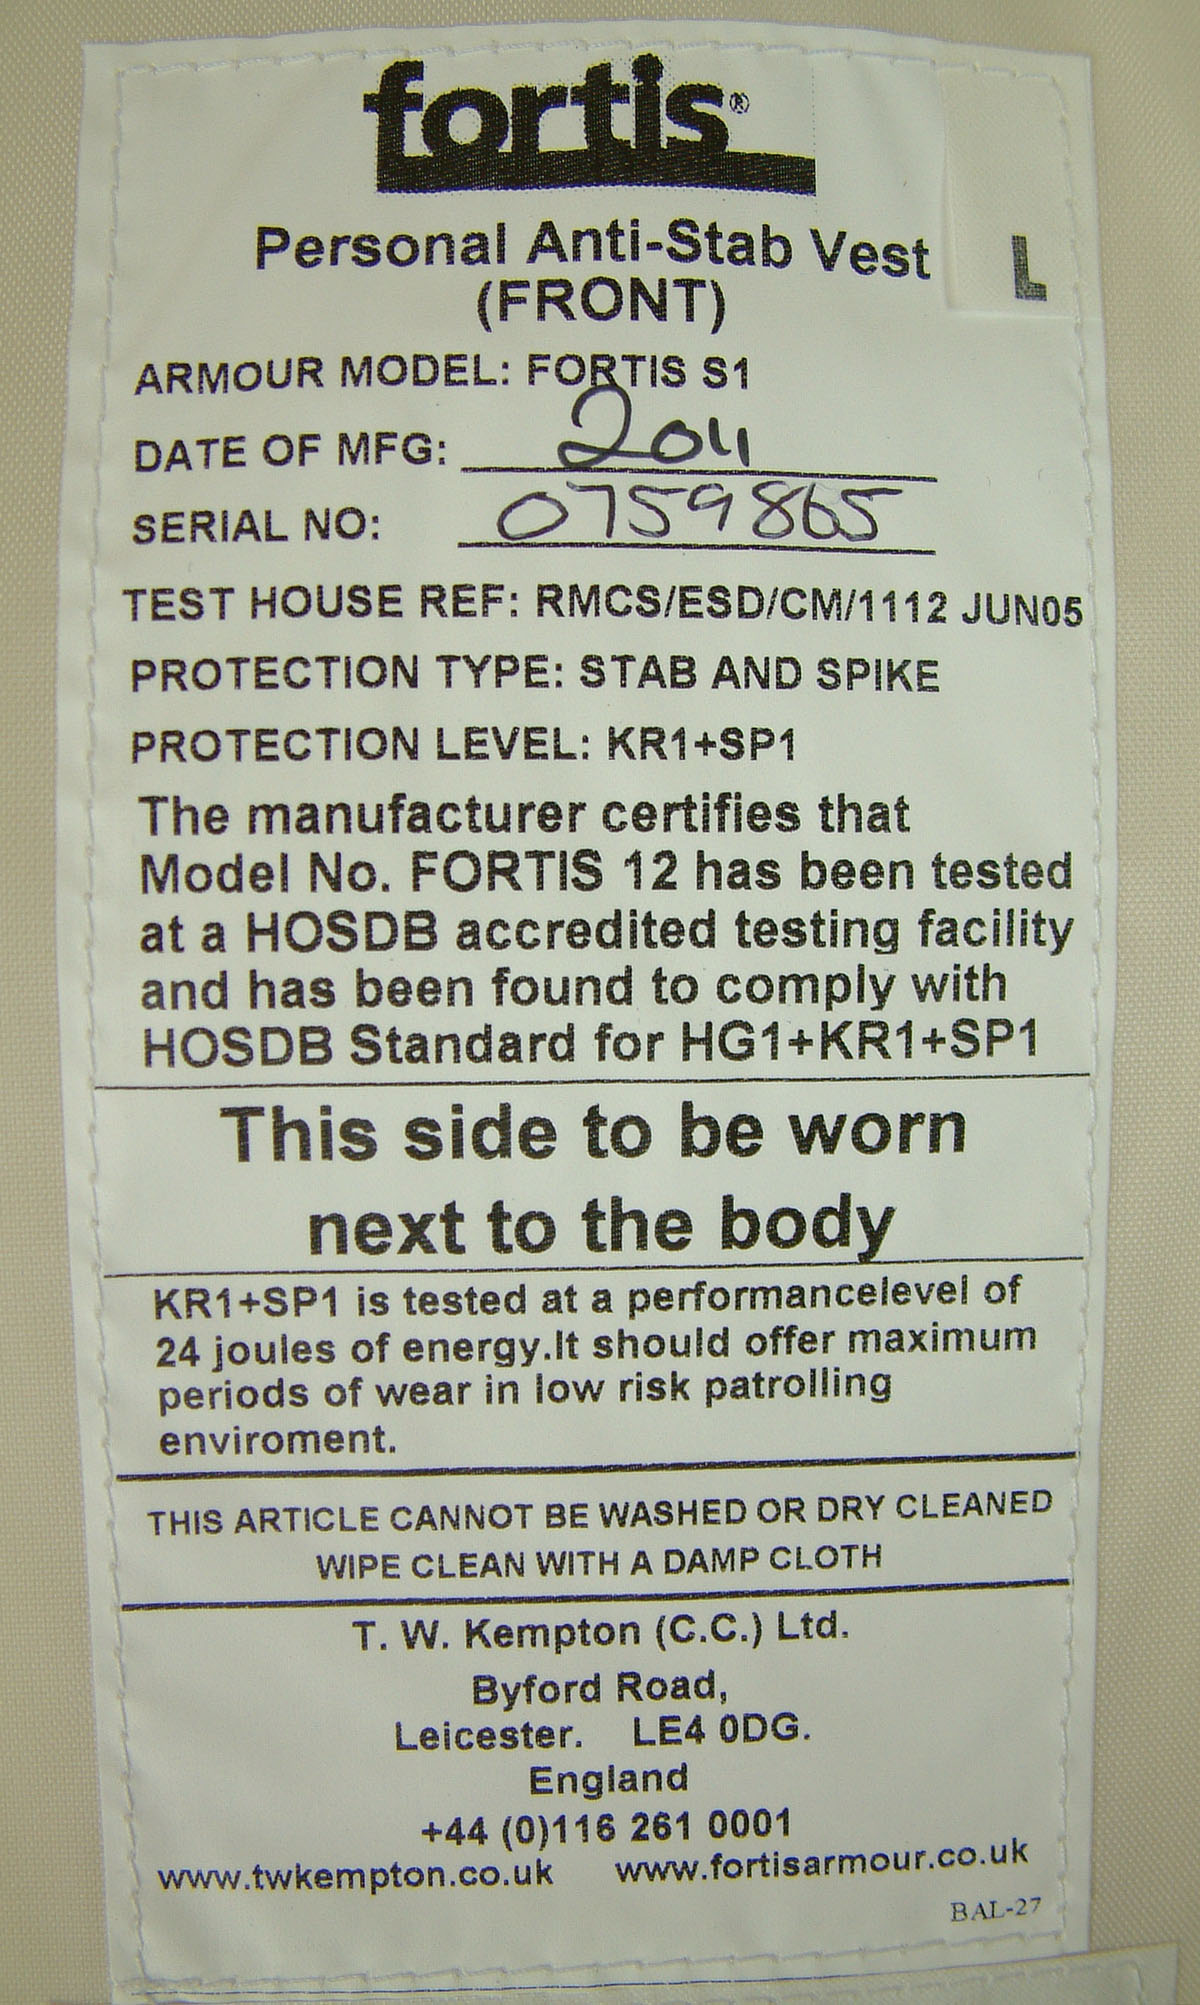 fortis®
Personal Anti-Stab Vest
L
(FRONT)
ARMOUR MODEL: FORTIS S1
DATE OF MFG: 2011
SERIAL NO: 0759865
TEST HOUSE REF: RMCS/ESD/CM/1112 JUN05
PROTECTION TYPE: STAB AND SPIKE
PROTECTION LEVEL: KR1+SP1
The manufacturer certifies that
Model No. FORTIS 12 has been tested
at a HOSDB accredited testing facility
and has been found to comply with
HOSDB Standard for HG1+KR1+SP1
This side to be worn
next to the body
KR1+SP1 is tested at a performancelevel of
24 joules of energy.It should offer maximum
periods of wear in low risk patrolling
enviroment.
THIS ARTICLE CANNOT BE WASHED OR DRY CLEANED
WIPE CLEAN WITH A DAMP CLOTH
T. W. Kempton (C.C.) Ltd.
Byford Road,
Leicester. LE4 0DG.
England
+44 (0)116 261 0001
www.twkempton.co.uk www.fortisarmour.co.uk
BAL-27